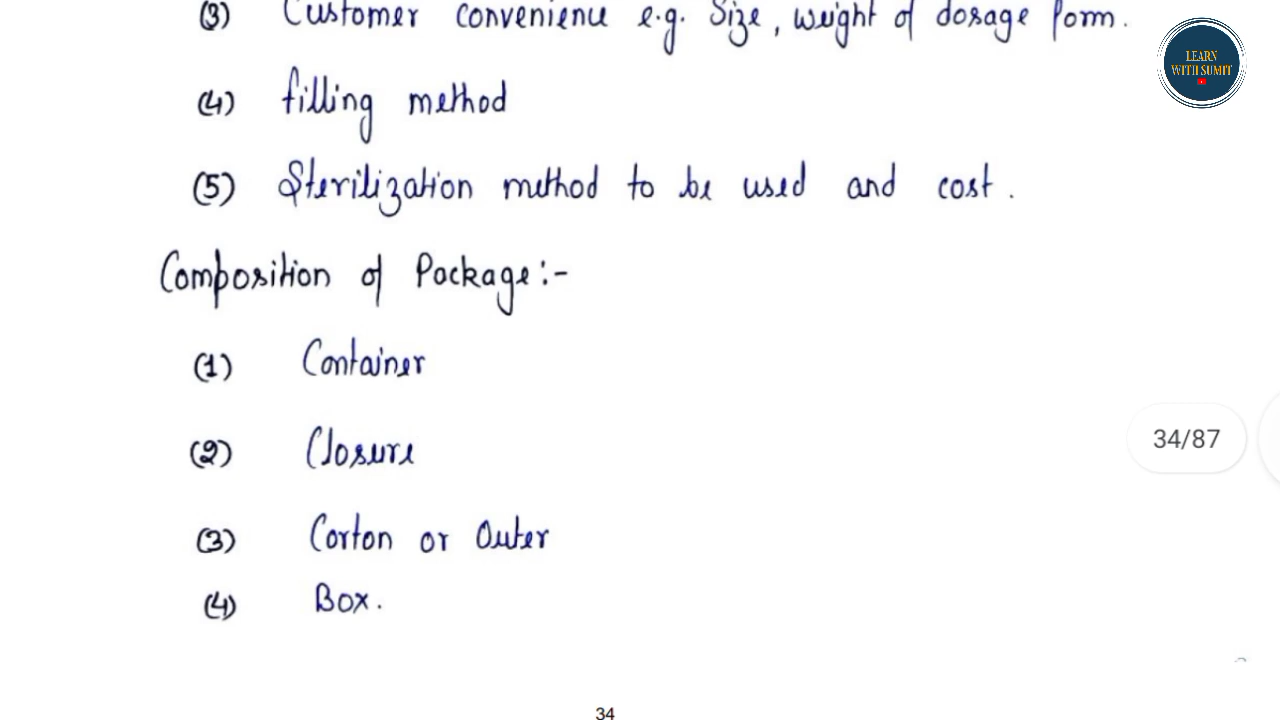 (3) Customer convenience e.g. Size, weight of dosage form.
LEARN
WITH SUMIT
(4) filling method
(5) Sterilization method to be used and cost.
Composition of Package:-
(1) Container
(2) Closure
34/87
(3) Corton or Outer
(4) Box.
34